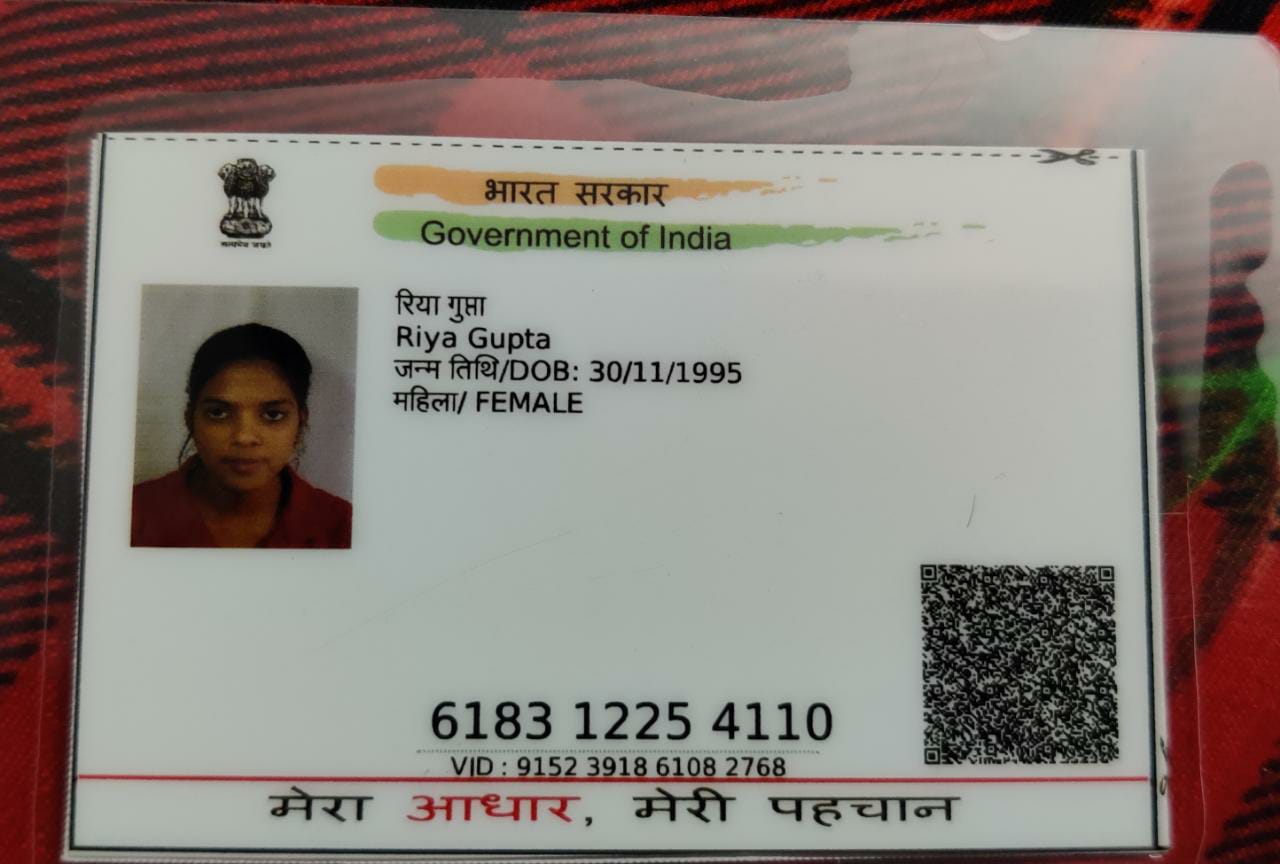 सत्यमेव जयते
भारत सरकार
Government of India
रिया गुप्ता
Riya Gupta
जन्म तिथि/DOB: 30/11/1995
महिला/ FEMALE
6183 1225 4110
VID : 9152 3918 6108 2768
मेरा आधार, मेरी पहचान